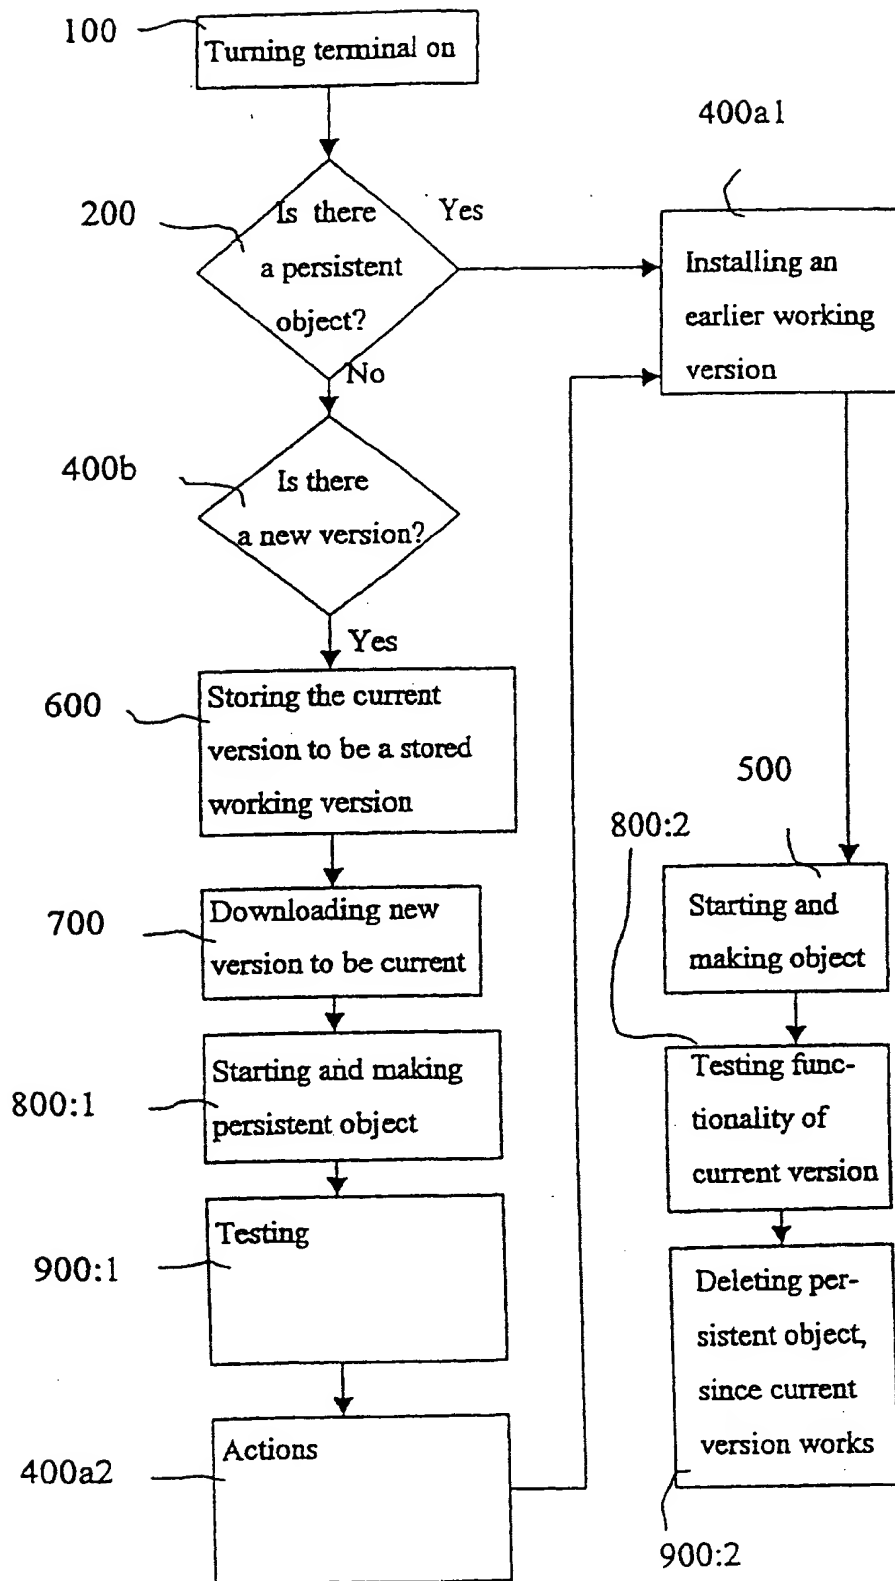 100
Turning terminal on
400a1
200
Is there
a persistent
object?
Yes
No
Installing an
earlier working
version
400b
Is there
a new version?
Yes
600
Storing the current
version to be a stored
working version
500
800:2
700
Downloading new
version to be current
Starting and
making object
800:1
Starting and making
persistent object
Testing func-
tionality of
current version
900:1
Testing
Deleting per-
sistent object,
since current
version works
400a2
Actions
900:2